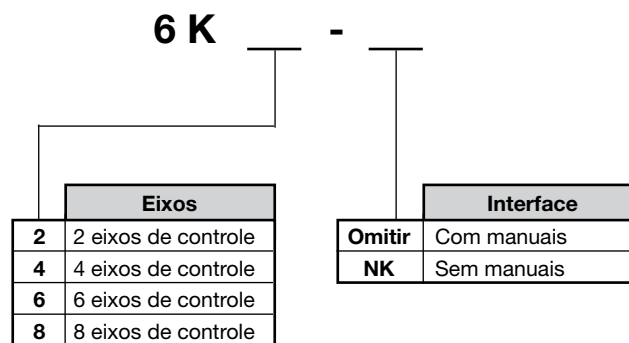 6 K __ - __
Eixos
2 2 eixos de controle
4 4 eixos de controle
6 6 eixos de controle
8 8 eixos de controle
Interface
Omitir Com manuais
NK Sem manuais